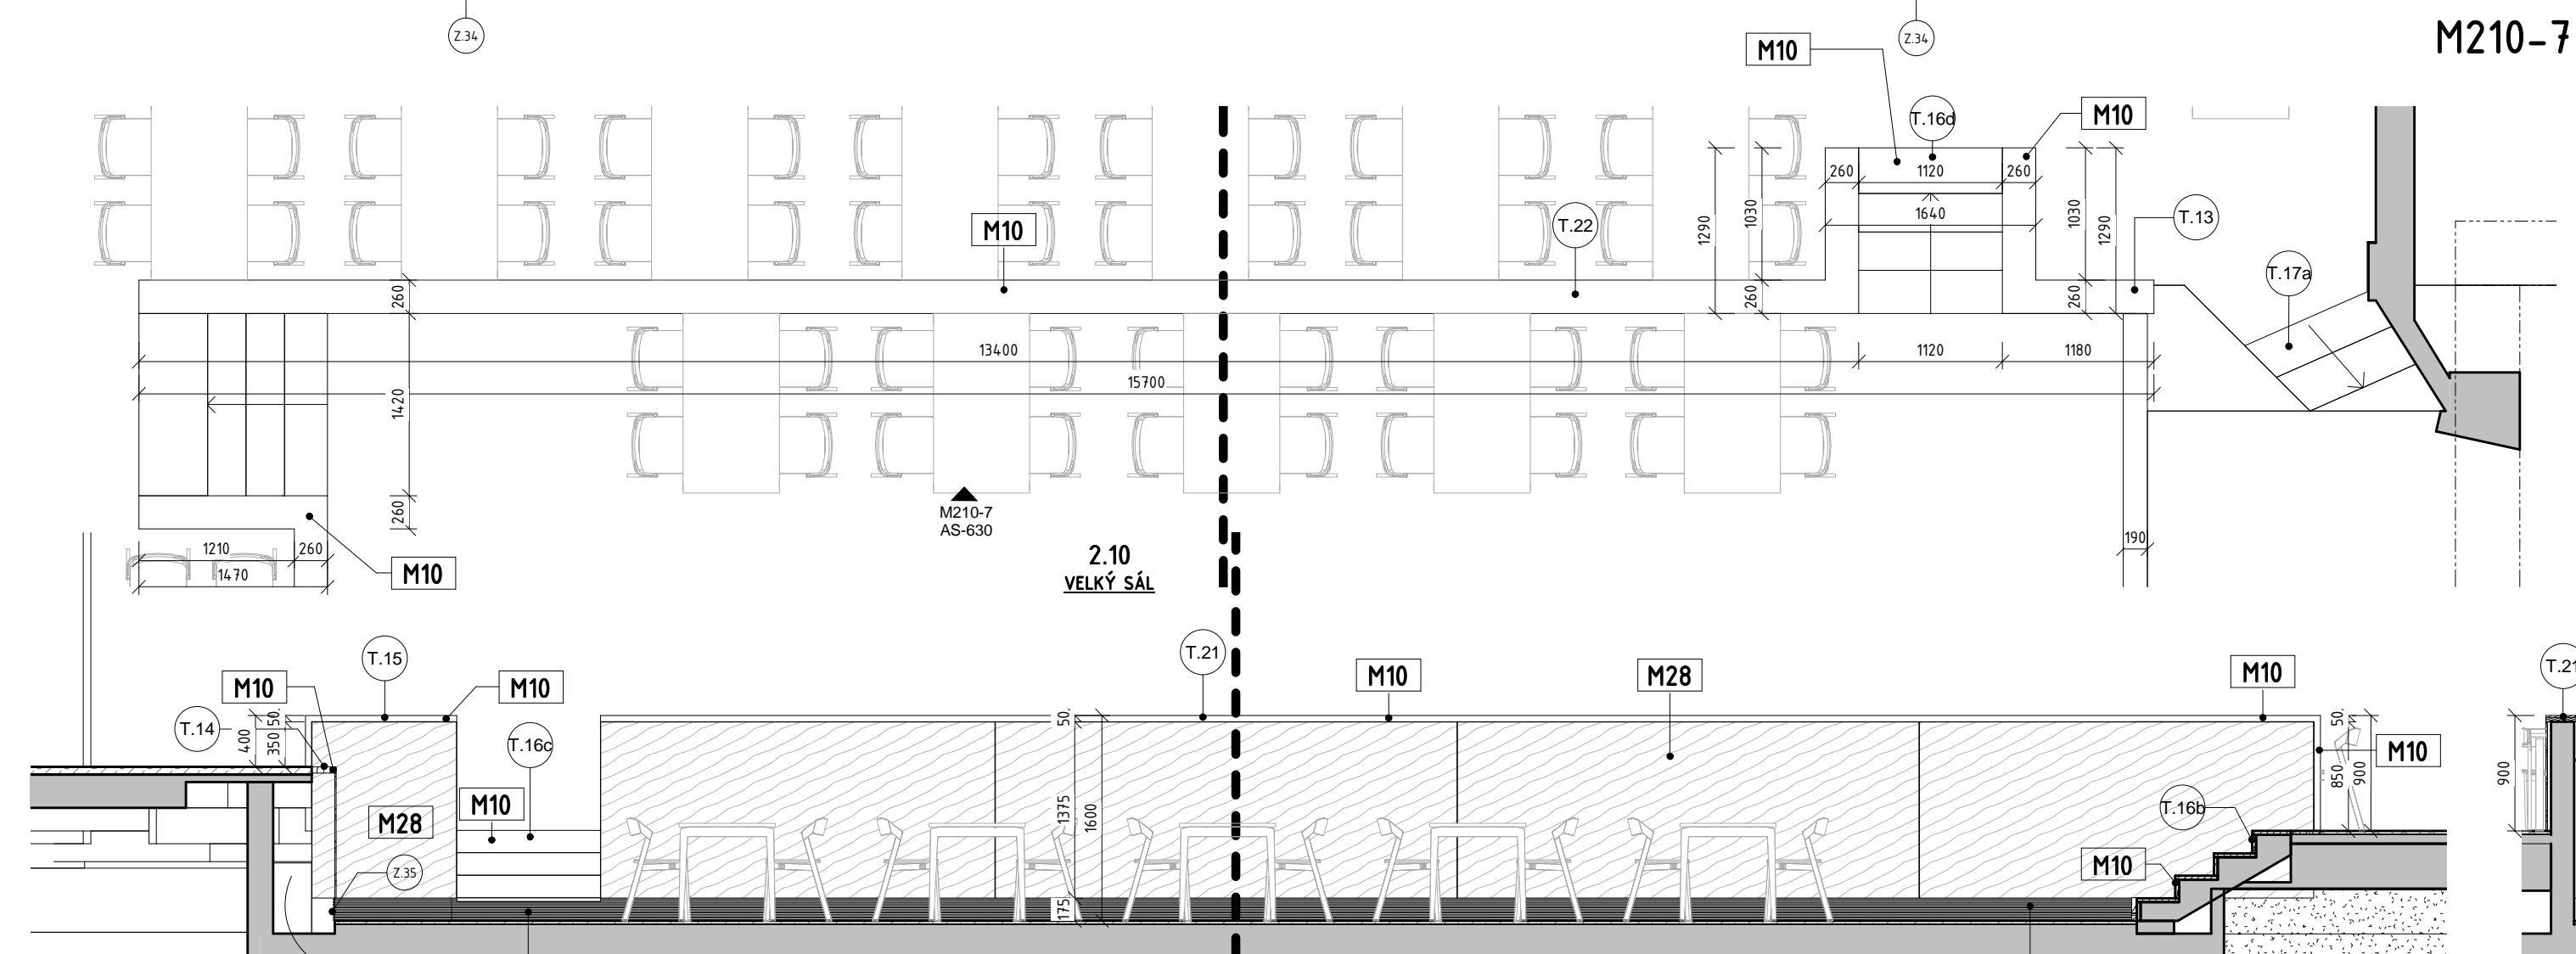 Z.34
Z.34
M210-7
M10
T.16d
M10
260
1120
260
1640
1290
1030
1030
1290
T.13
M10
T.22
T.17a
260
260
260
13400
1120
1180
15700
1420
260
M210-7
AS-630
190
1210
260
1470
M10
2.10
VELKÝ SÁL
T.15
T.21
M10
M10
M10
M28
M10
T.21
T.14
400
350
50
T.16c
50
50
M10
850
900
900
M10
M28
1375
1600
T.16b
Z.35
M10
175